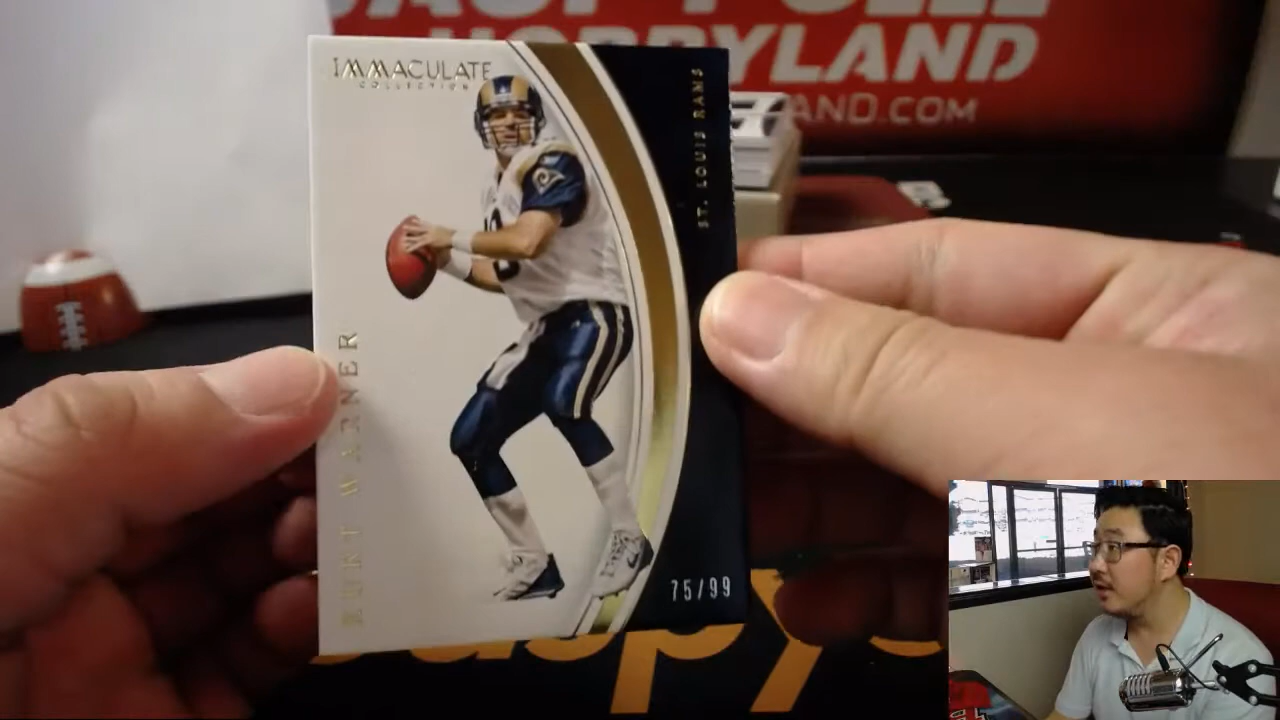 HOBBYLAND
AND.COM
IMMACULATE
COLLECTION
ST. LOUIS RAMS
KURT WARNER
75/99